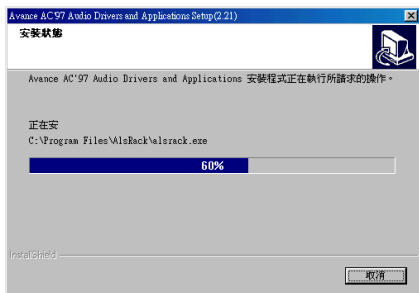 Avance AC'97 Audio Drivers and Applications Setup(2.21)
安裝狀態
Avance AC'97 Audio Drivers and Applications 安裝程式正在執行所請求的操作。
正在安
C:\Program Files\AlsRack\alsrack.exe
60%
InstallShield
取消